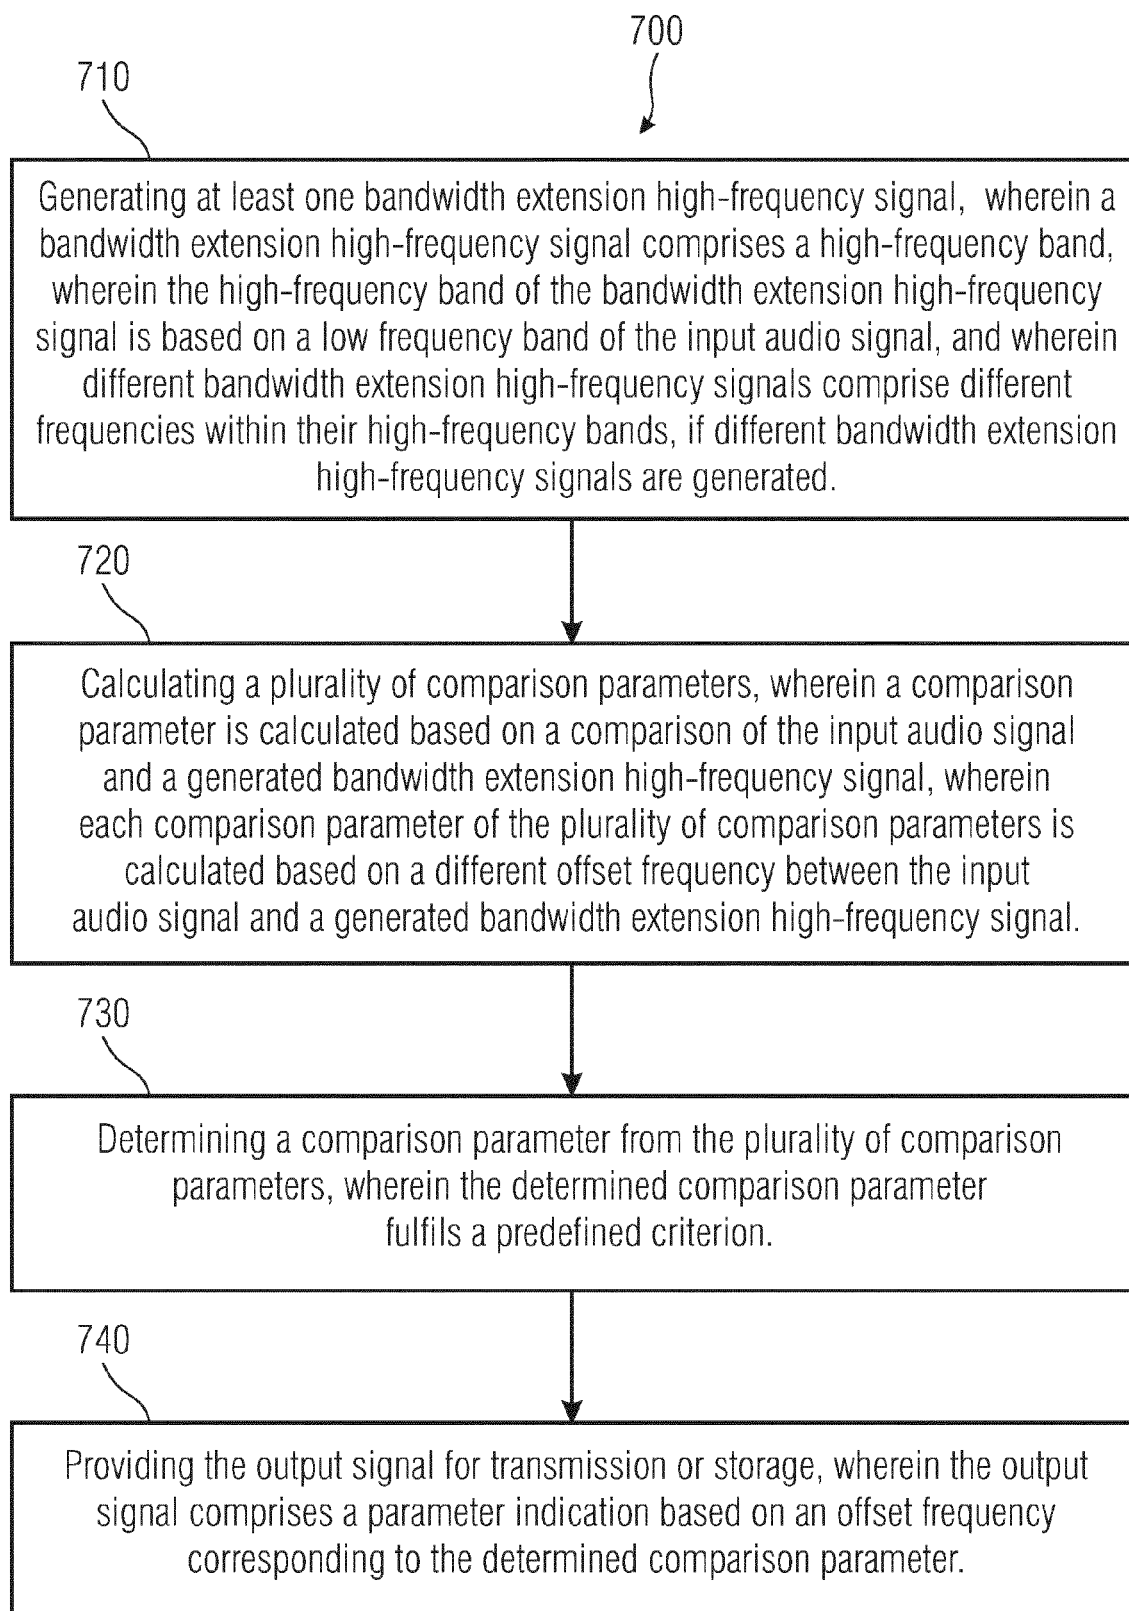 700
710
Generating at least one bandwidth extension high-frequency signal, wherein a
bandwidth extension high-frequency signal comprises a high-frequency band,
wherein the high-frequency band of the bandwidth extension high-frequency
signal is based on a low frequency band of the input audio signal, and wherein
different bandwidth extension high-frequency signals comprise different
frequencies within their high-frequency bands, if different bandwidth extension
high-frequency signals are generated.
720
Calculating a plurality of comparison parameters, wherein a comparison
parameter is calculated based on a comparison of the input audio signal
and a generated bandwidth extension high-frequency signal, wherein
each comparison parameter of the plurality of comparison parameters is
calculated based on a different offset frequency between the input
audio signal and a generated bandwidth extension high-frequency signal.
730
Determining a comparison parameter from the plurality of comparison
parameters, wherein the determined comparison parameter
fulfils a predefined criterion.
740
Providing the output signal for transmission or storage, wherein the output
signal comprises a parameter indication based on an offset frequency
corresponding to the determined comparison parameter.